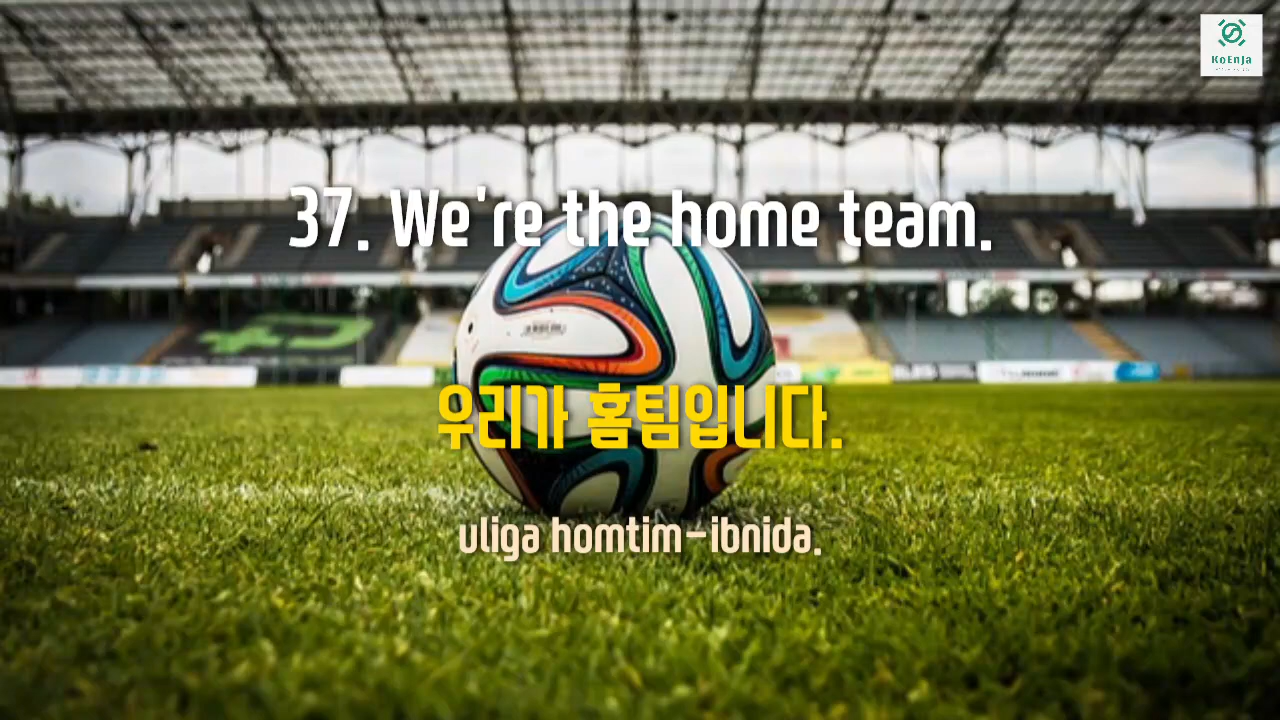 KoEnJa
37. We're the home team.
우리가 홈팀입니다.
uliga homtim-ibnida.